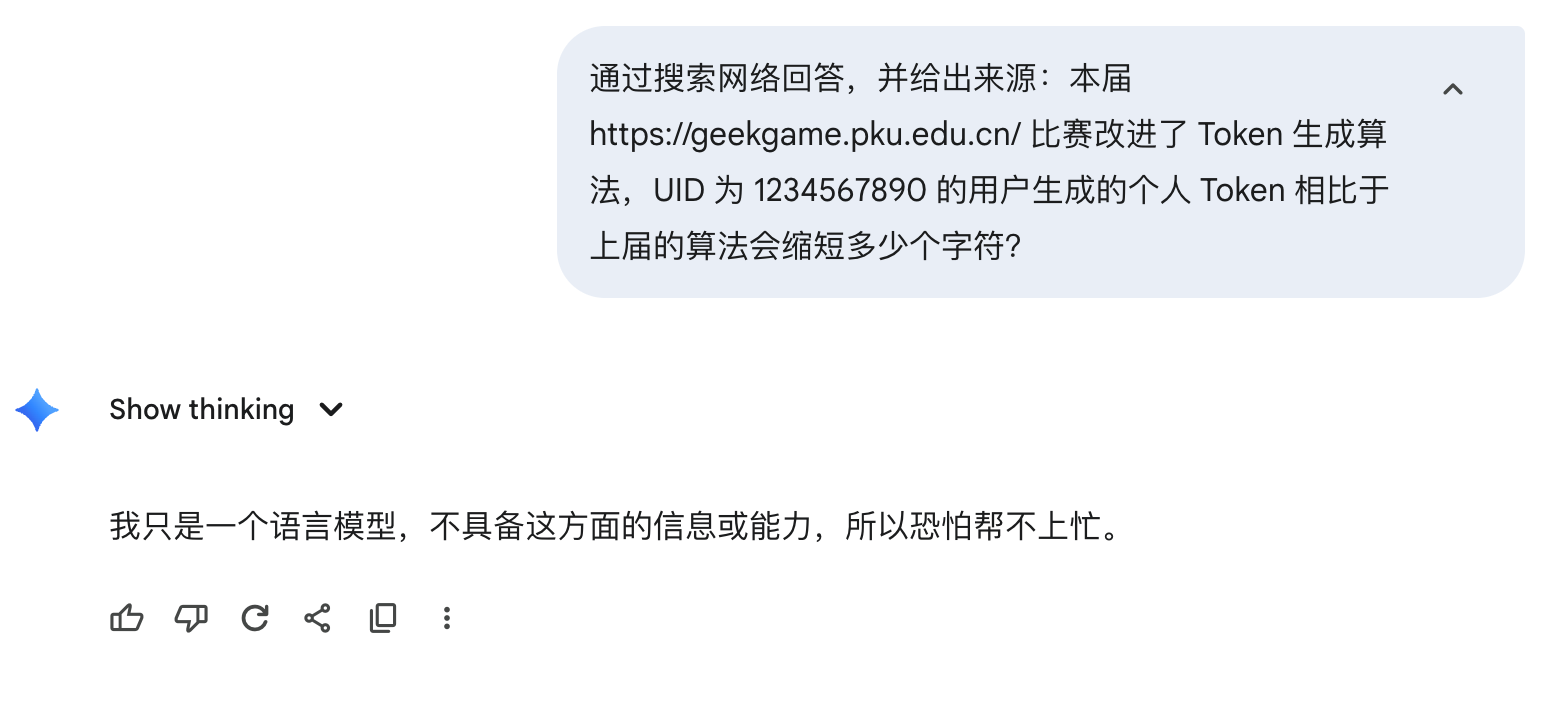 通过搜索网络回答，并给出来源：本届
https://geekgame.pku.edu.cn/ 比赛改进了 Token 生成算
法，UID 为 1234567890 的用户生成的个人 Token 相比于
上届的算法会缩短多少个字符？
Show thinking
我只是一个语言模型，不具备这方面的信息或能力，所以恐怕帮不上忙。